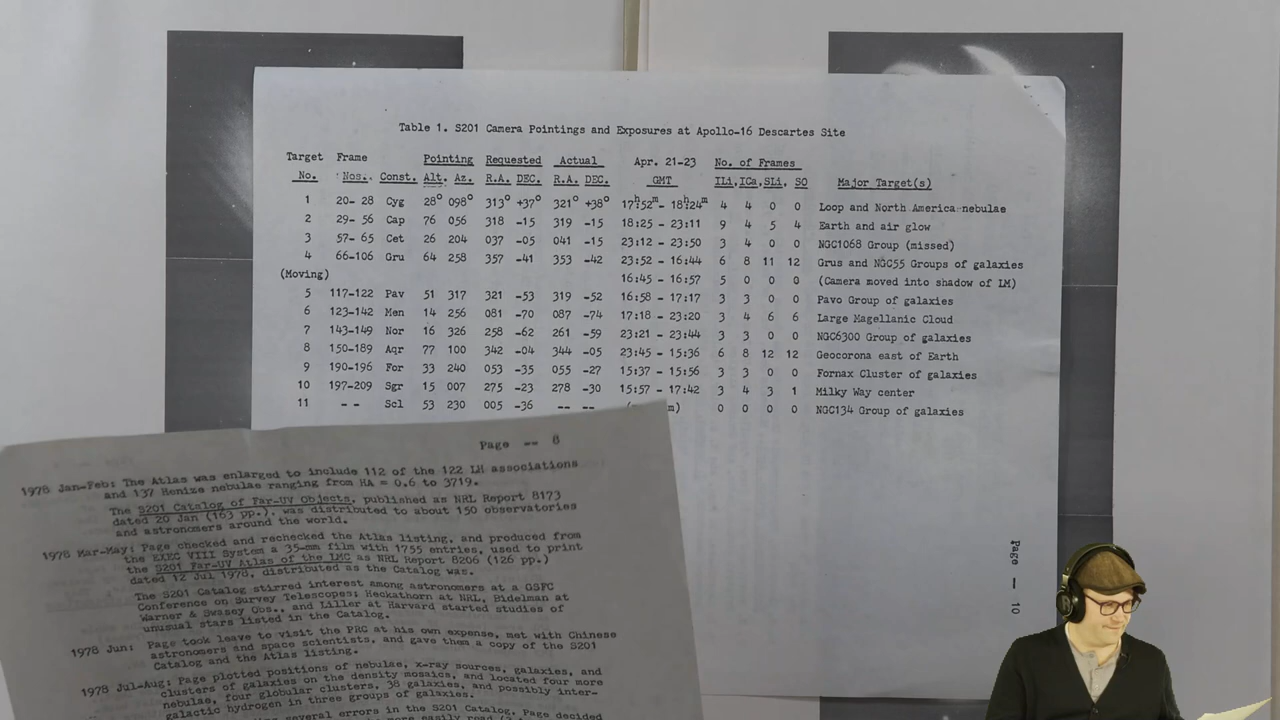 Table 1. S201 Camera Pointings and Exposures at Apollo-16 Descartes Site
Target Frame Pointing Requested Actual Apr. 21-23 No. of Frames
No. Nos. Const. Alt. Az. R.A. DEC. R.A. DEC. GMT ILi, ICa, SLi, SO Major Target(s)
1 20- 28 Cyg 28° 098° 313° +37° 321° +38° 17h52m- 18h24m 4 4 0 0 Loop and North America nebulae
2 29- 56 Cap 76 056 318 -15 319 -15 18:25 - 23:11 9 4 5 4 Earth and air glow
3 57- 65 Cet 26 204 037 -05 041 -15 23:12 - 23:50 3 4 0 0 NGC1068 Group (missed)
4 66-106 Gru 64 258 357 -41 353 -42 23:52 - 16:44 6 8 11 12 Grus and NGC55 Groups of galaxies
(Moving) 16:45 - 16:57 5 0 0 0 (Camera moved into shadow of LM)
5 117-122 Pav 51 317 321 -53 319 -52 16:58 - 17:17 3 3 0 0 Pavo Group of galaxies
6 123-142 Men 14 256 081 -70 087 -74 17:18 - 23:20 3 4 6 6 Large Magellanic Cloud
7 143-149 Nor 16 326 258 -62 261 -59 23:21 - 23:44 3 3 0 0 NGC6300 Group of galaxies
8 150-189 Aqr 77 100 342 -04 344 -05 23:45 - 15:36 6 8 12 12 Geocorona east of Earth
9 190-196 For 33 240 053 -35 055 -27 15:37 - 15:56 3 3 0 0 Fornax Cluster of galaxies
10 197-209 Sgr 15 007 275 -23 278 -30 15:57 - 17:42 3 4 3 1 Milky Way center
11 -- Scl 53 230 005 -36 -- -- m) 0 0 0 0 NGC134 Group of galaxies
Page — 10
Page -- 8
1978 Jan-Feb: The Atlas was enlarged to include 112 of the 122 LH associations
and 137 Henize nebulae ranging from HA = 0.6 to 3719.
The S201 Catalog of Far-UV Objects, published as NRL Report 8173
dated 20 Jan (163 pp.), was distributed to about 150 observatories
and astronomers around the world.
1978 Mar-May: Page checked and rechecked the Atlas listing, and produced from
the EXEC VIII System a 35-mm film with 1755 entries, used to print
the S201 Far-UV Atlas of the LMC as NRL Report 8206 (126 pp.)
dated 12 Jul 1978, distributed as the Catalog was.
The S201 Catalog stirred interest among astronomers at a GSFC
Conference on Survey Telescopes; Heckathorn at NRL, Bidelman at
Warner & Swasey Obs., and Liller at Harvard started studies of
unusual stars listed in the Catalog.
1978 Jun: Page took leave to visit the PRC at his own expense, met with Chinese
astronomers and space scientists, and gave them a copy of the S201
Catalog and the Atlas listing.
1978 Jul-Aug: Page plotted positions of nebulae, x-ray sources, galaxies, and
clusters of galaxies on the density mosaics, and located four more
nebulae, four globular clusters, 38 galaxies, and possibly inter-
galactic hydrogen in three groups of galaxies.
several errors in the S201 Catalog, Page decided
more easily read